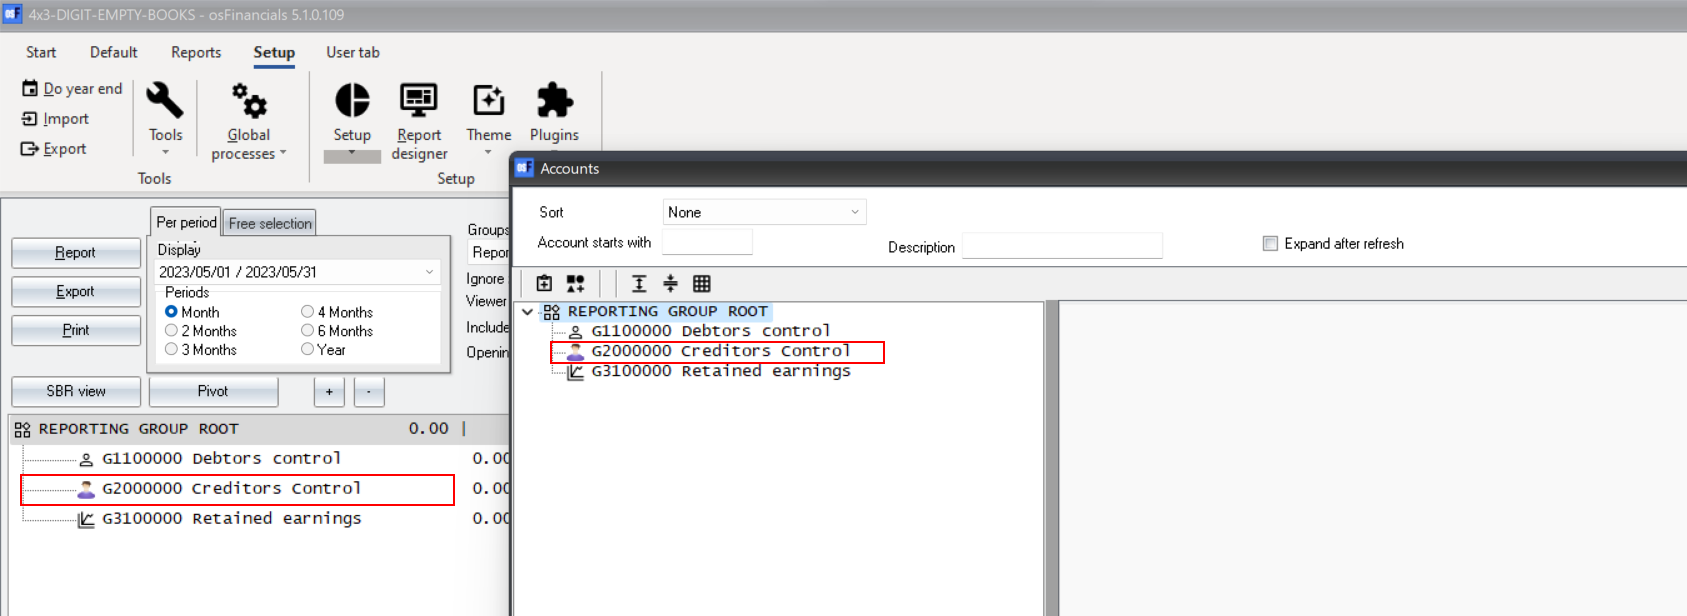 osF 4x3-DIGIT-EMPTY-BOOKS - osFinancials 5.1.0.109
Start Default Reports Setup User tab
Do year end
Import
Export
Tools
Global processes
Tools
Setup
Report designer
Theme
Plugins
Setup
Report
Export
Print
Per period Free selection
Display
2023/05/01 / 2023/05/31
Periods
Month 4 Months
2 Months 6 Months
3 Months Year
Groups
Repor
Ignore
Viewer
Include
Openin
SBR view Pivot + -
REPORTING GROUP ROOT 0.00 |
G1100000 Debtors control 0.00
G2000000 Creditors Control 0.00
G3100000 Retained earnings 0.00
osF Accounts
Sort None
Account starts with
Description
Expand after refresh
REPORTING GROUP ROOT
G1100000 Debtors control
G2000000 Creditors Control
G3100000 Retained earnings